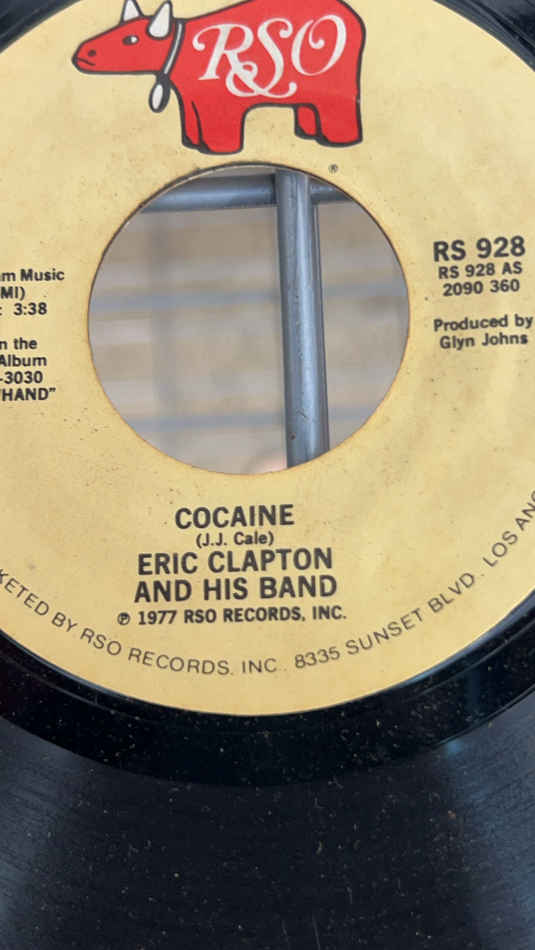 RSO
®
Music
MI)
: 3:38
the
Album
-3030
HAND"
RS 928
RS 928 AS
2090 360
Produced by
Glyn Johns
COCAINE
(J.J. Cale)
ERIC CLAPTON
AND HIS BAND
℗ 1977 RSO RECORDS, INC.
KETED BY RSO RECORDS, INC.. 8335 SUNSET BLVD. LOS ANG